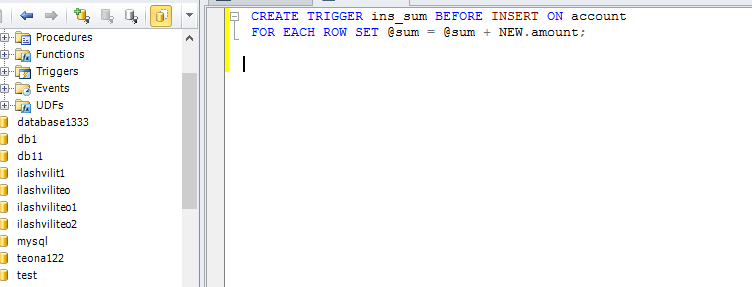 Procedures
Functions
Triggers
Events
UDFs
database1333
db1
db11
ilashvilit1
ilashviliteo
ilashviliteo1
ilashviliteo2
mysql
teona122
test
CREATE TRIGGER ins_sum BEFORE INSERT ON account
FOR EACH ROW SET @sum = @sum + NEW.amount;